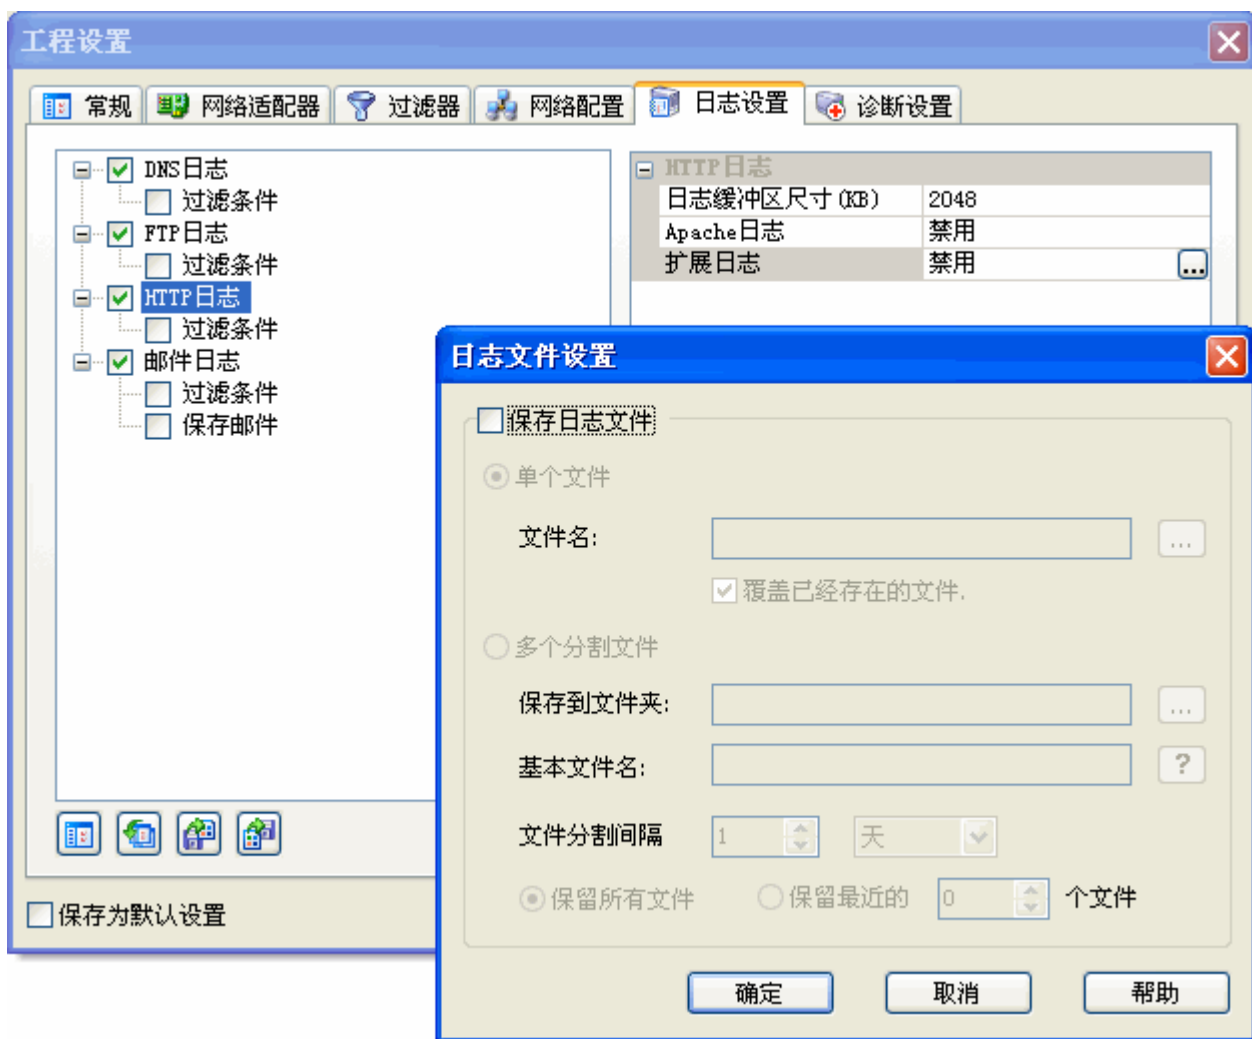 工程设置
常规 网络适配器 过滤器 网络配置 日志设置 诊断设置
DNS日志
过滤条件
FTP日志
过滤条件
HTTP日志
过滤条件
邮件日志
过滤条件
保存邮件
HTTP日志
日志缓冲区尺寸(KB) 2048
Apache日志 禁用
扩展日志 禁用 ...
保存为默认设置
日志文件设置
保存日志文件
单个文件
文件名: ...
覆盖已经存在的文件.
多个分割文件
保存到文件夹: ...
基本文件名: ?
文件分割间隔 1 天
保留所有文件 保留最近的 0 个文件
确定 取消 帮助